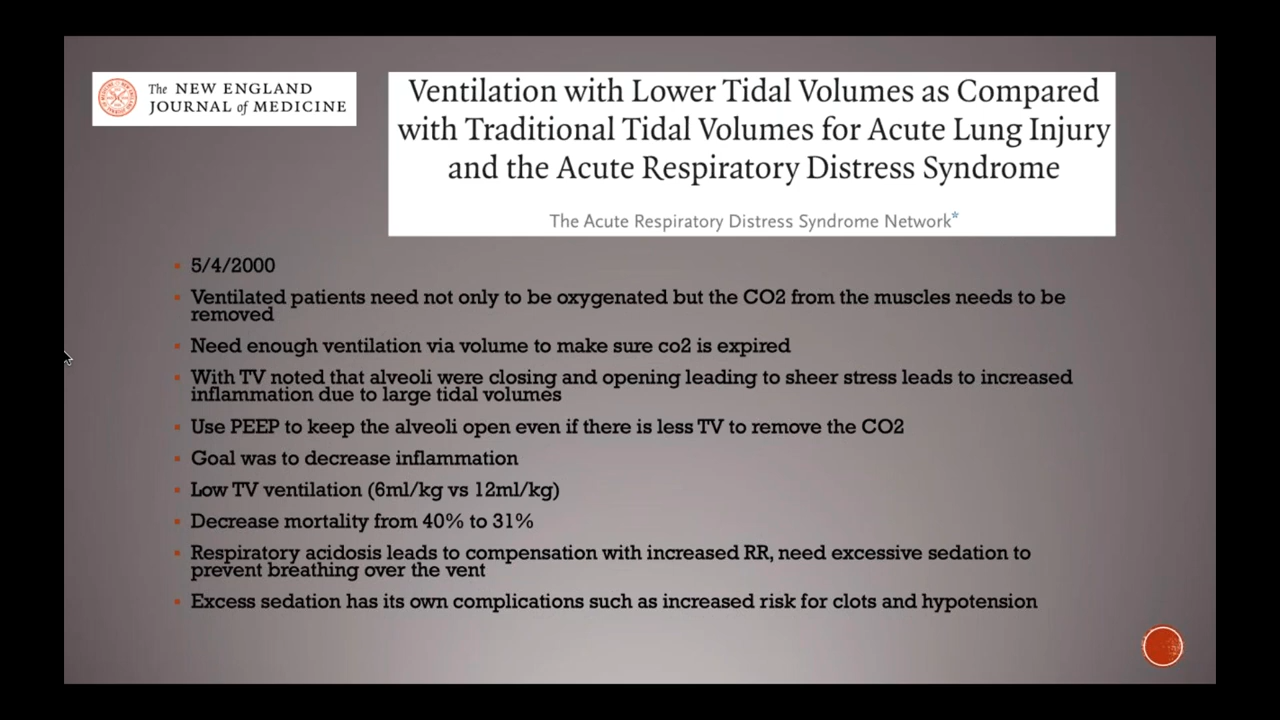 The NEW ENGLAND
JOURNAL of MEDICINE
Ventilation with Lower Tidal Volumes as Compared
with Traditional Tidal Volumes for Acute Lung Injury
and the Acute Respiratory Distress Syndrome
The Acute Respiratory Distress Syndrome Network*
5/4/2000
Ventilated patients need not only to be oxygenated but the CO2 from the muscles needs to be
removed
Need enough ventilation via volume to make sure co2 is expired
With TV noted that alveoli were closing and opening leading to sheer stress leads to increased
inflammation due to large tidal volumes
Use PEEP to keep the alveoli open even if there is less TV to remove the CO2
Goal was to decrease inflammation
Low TV ventilation (6ml/kg vs 12ml/kg)
Decrease mortality from 40% to 31%
Respiratory acidosis leads to compensation with increased RR, need excessive sedation to
prevent breathing over the vent
Excess sedation has its own complications such as increased risk for clots and hypotension